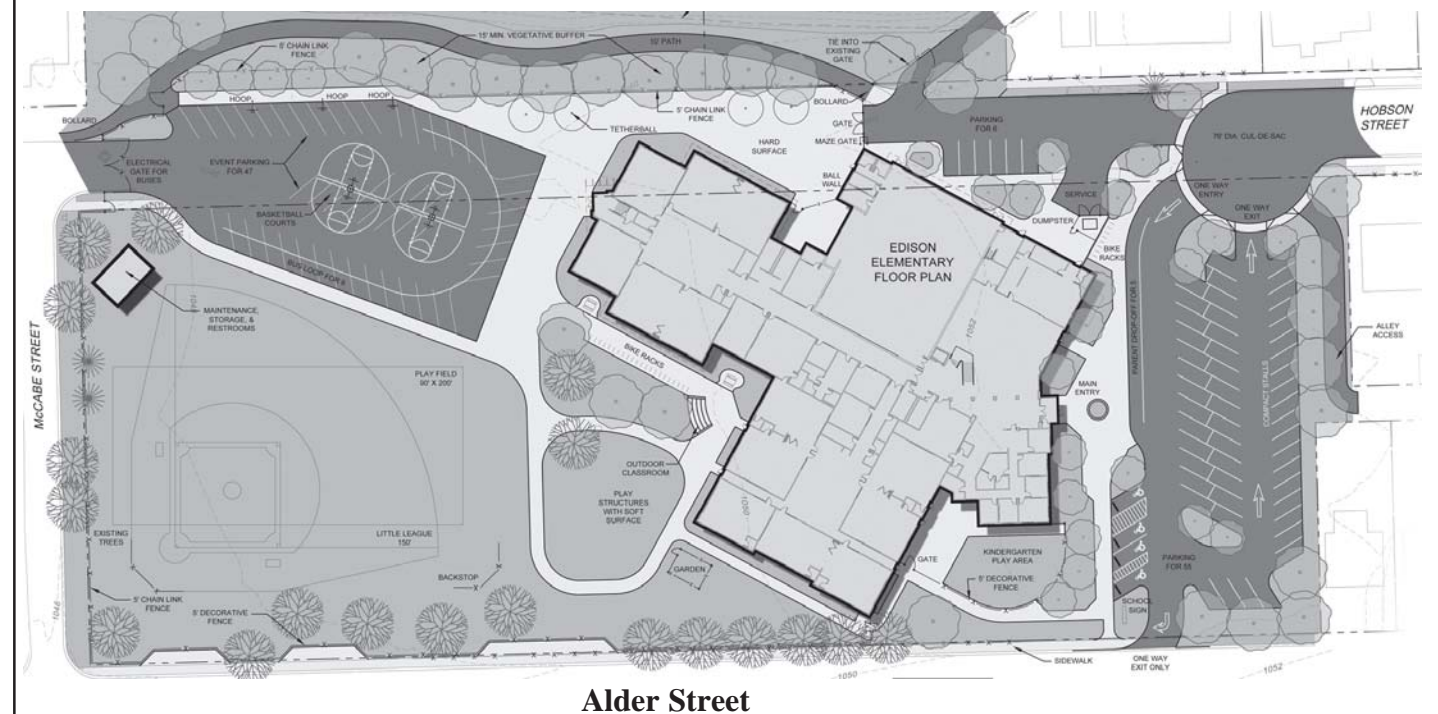 15' MIN. VEGETATIVE BUFFER
10' PATH
TIE INTO
EXISTING
GATE
5' CHAIN LINK
FENCE
HOOP
HOOP
HOOP
BOLLARD
5' CHAIN LINK
FENCE
TETHERBALL
BOLLARD
GATE
MAZE GATE
HARD
SURFACE
PARKING
FOR 6
70' DIA. CUL-DE-SAC
HOBSON
STREET
BALL
WALL
ELECTRICAL
GATE FOR
BUSES
EVENT PARKING
FOR 47
BASKETBALL
COURTS
BUS LOOP FOR 6
SERVICE
DUMPSTER
ONE WAY
ENTRY
ONE WAY
EXIT
BIKE
RACKS
EDISON
ELEMENTARY
FLOOR PLAN
MAINTENANCE,
STORAGE, &
RESTROOMS
McCABE STREET
1052
BIKE RACKS
PARENT DROP-OFF FOR 5
COMPACT STALLS
ALLEY
ACCESS
PLAY FIELD
90' X 200'
MAIN
ENTRY
OUTDOOR
CLASSROOM
PLAY
STRUCTURES
WITH SOFT
SURFACE
1050
EXISTING
TREES
LITTLE LEAGUE
150'
BACKSTOP
GARDEN
GATE
KINDERGARTEN
PLAY AREA
5' DECORATIVE
FENCE
PARKING
FOR 55
SCHOOL
SIGN
1048
5' CHAIN LINK
FENCE
5' DECORATIVE
FENCE
SIDEWALK
ONE WAY
EXIT ONLY
1050
1052
Alder Street